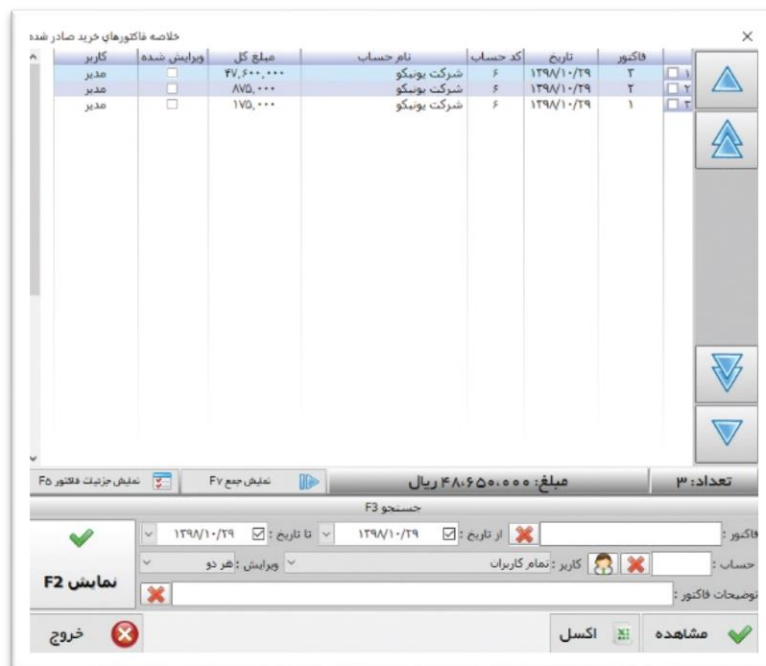 خلاصه فاکتورهای خرید صادر شده
فاکتور تاریخ کد حساب نام حساب مبلغ کل ویرایش شده کاربر
۱ ۳ ۱۳۹۸/۱۰/۲۹ ۶ شرکت یونیکو ۴۷,۶۰۰,۰۰۰ مدیر
۲ ۲ ۱۳۹۸/۱۰/۲۹ ۶ شرکت یونیکو ۸۷۵,۰۰۰ مدیر
۳ ۱ ۱۳۹۸/۱۰/۲۹ ۶ شرکت یونیکو ۱۷۵,۰۰۰ مدیر
تعداد: ۳ مبلغ: ۴۸،۶۵۰،۰۰۰ ریال نمایش جمع F۷ نمایش جزئیات فاکتور F۵
جستجو F3
فاکتور : از تاریخ : ۱۳۹۸/۱۰/۲۹ تا تاریخ : ۱۳۹۸/۱۰/۲۹
حساب : کاربر : تمام کاربران ویرایش : هر دو
نمایش F2
توضیحات فاکتور :
مشاهده اکسل خروج